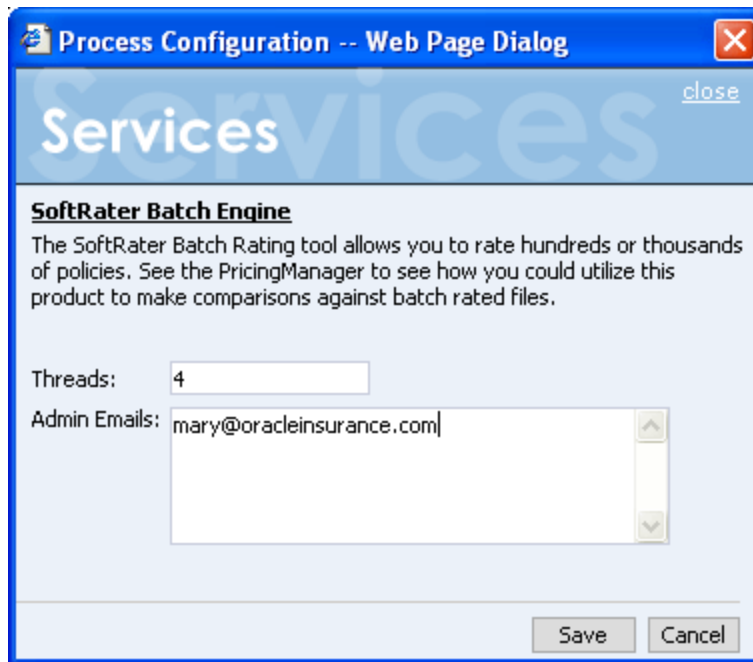 Process Configuration -- Web Page Dialog
close
Services
Services
SoftRater Batch Engine
The SoftRater Batch Rating tool allows you to rate hundreds or thousands
of policies. See the PricingManager to see how you could utilize this
product to make comparisons against batch rated files.
Threads: 4
Admin Emails: mary@oracleinsurance.com
Save Cancel